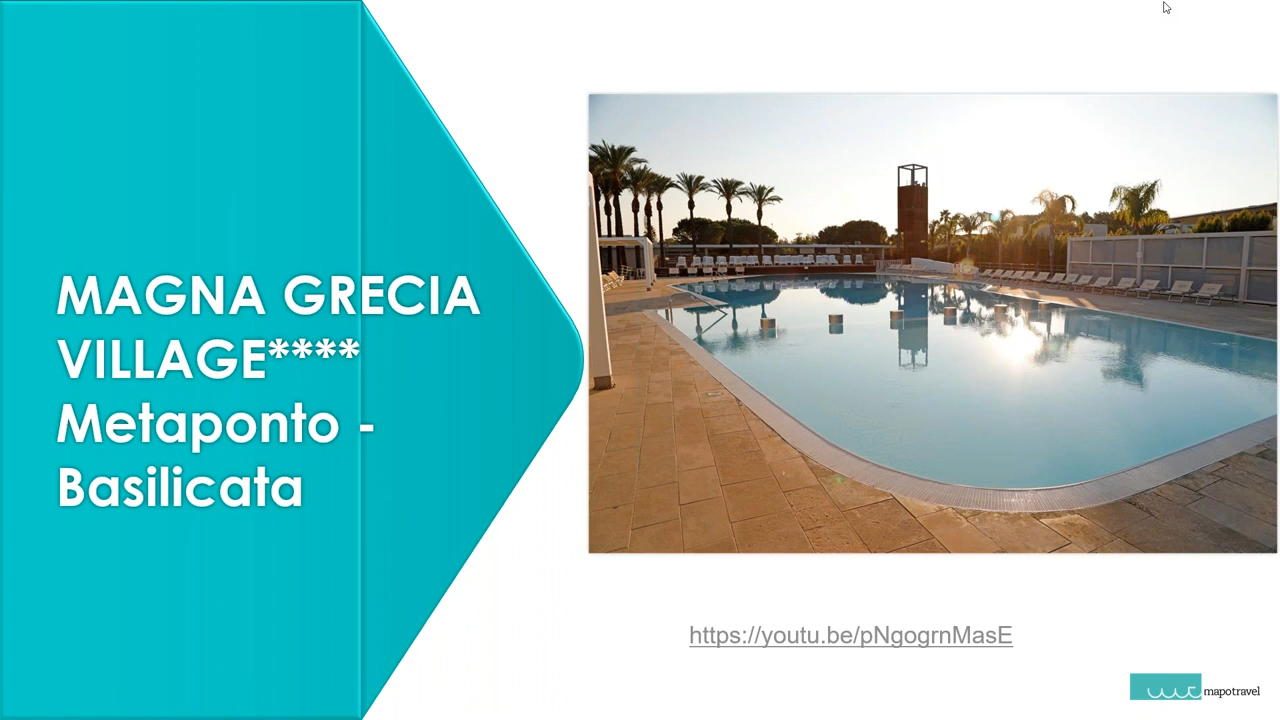 MAGNA GRECIA
VILLAGE****
Metaponto -
Basilicata
https://youtu.be/pNgogrnMasE
mapotravel